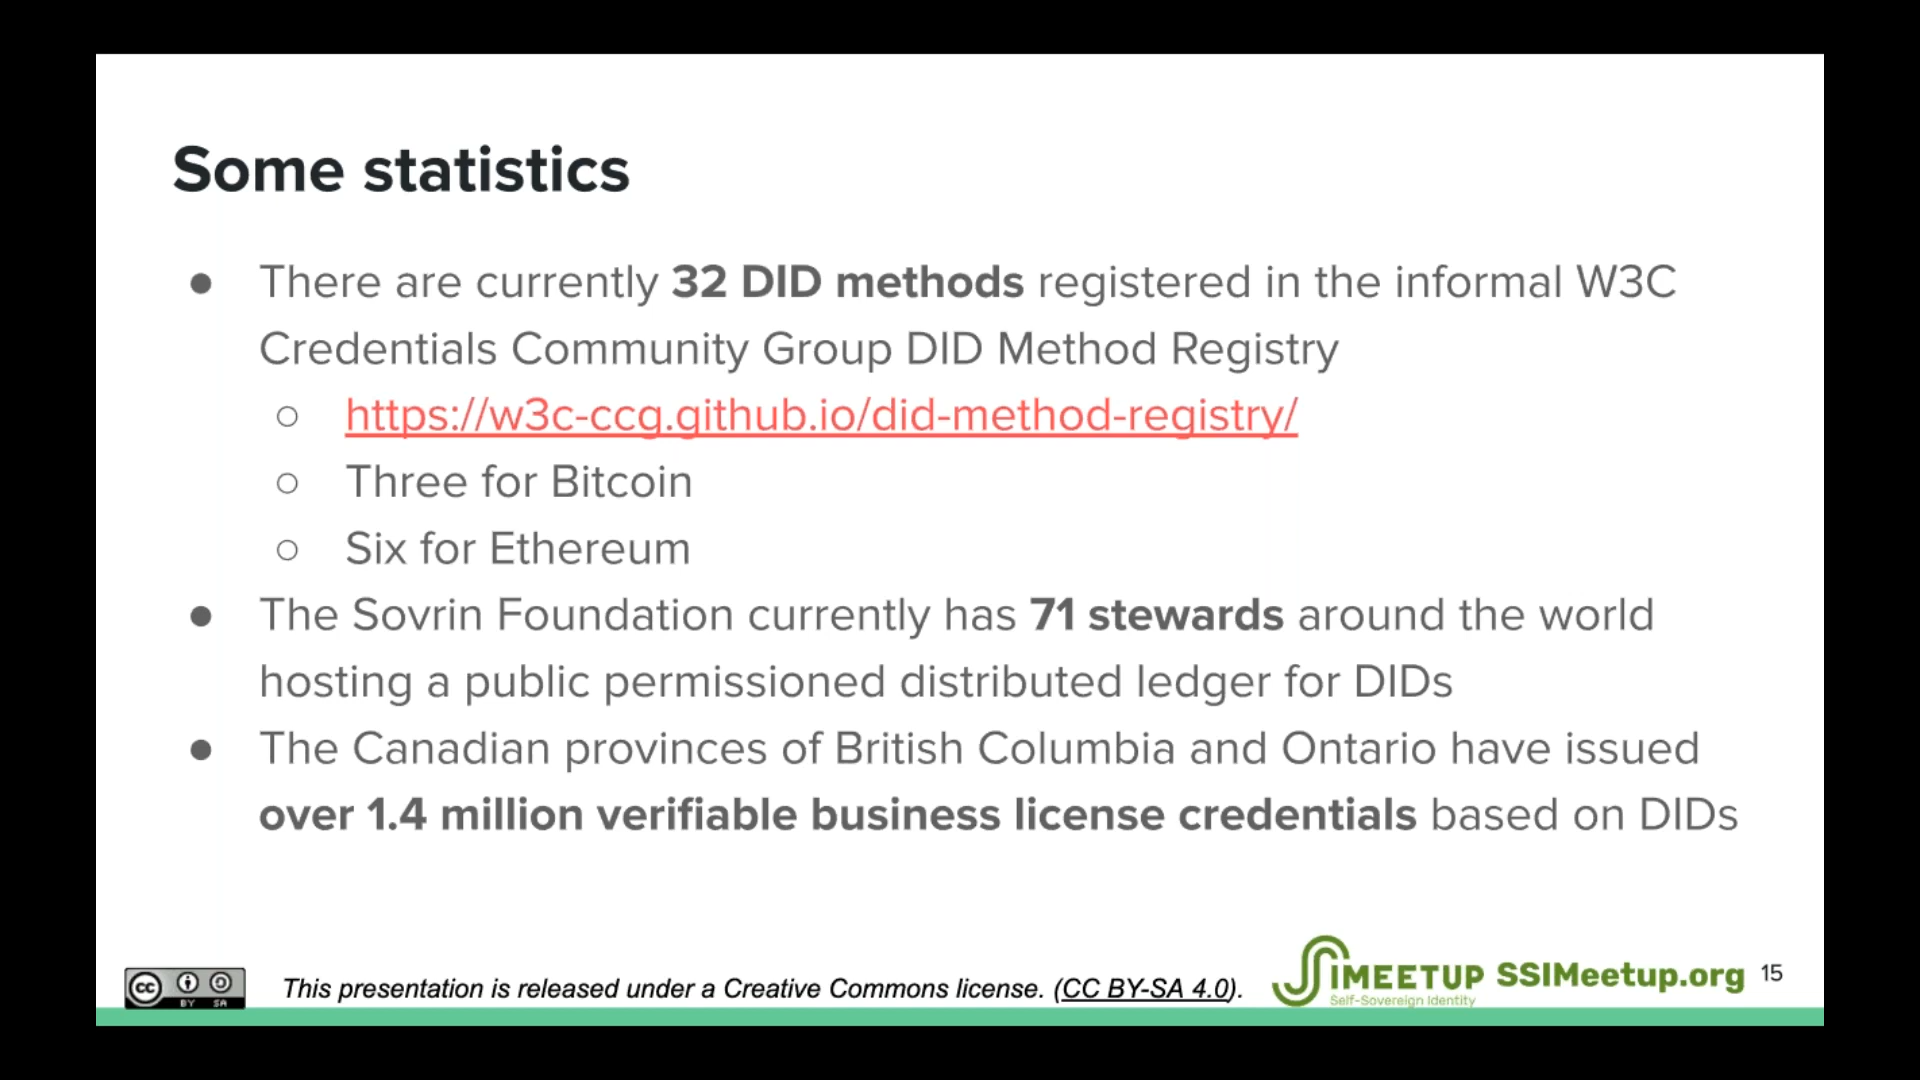 Some statistics
● There are currently 32 DID methods registered in the informal W3C
Credentials Community Group DID Method Registry
○ https://w3c-ccg.github.io/did-method-registry/
○ Three for Bitcoin
○ Six for Ethereum
● The Sovrin Foundation currently has 71 stewards around the world
hosting a public permissioned distributed ledger for DIDs
● The Canadian provinces of British Columbia and Ontario have issued
over 1.4 million verifiable business license credentials based on DIDs
cc BY SA
This presentation is released under a Creative Commons license. (CC BY-SA 4.0).
SSIMEETUP
Self-Sovereign Identity
SSIMeetup.org
15